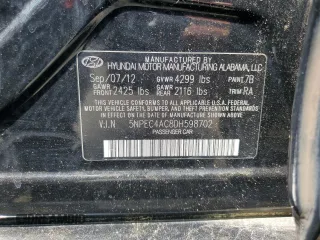 MANUFACTURED BY
HYUNDAI MOTOR MANUFACTURING ALABAMA, LLC
Sep/07/12 GVWR 4299 lbs PAINT 7B
GAWR FRONT 2425 lbs GAWR REAR 2116 lbs TRIM RA
THIS VEHICLE CONFORMS TO ALL APPLICABLE U.S. FEDERAL
MOTOR VEHICLE SAFETY, BUMPER, AND THEFT PREVENTION
STANDARDS IN EFFECT ON THE DATE OF MANUFACTURE SHOWN ABOVE.
V.I.N 5NPEC4AC8DH598702
PASSENGER CAR